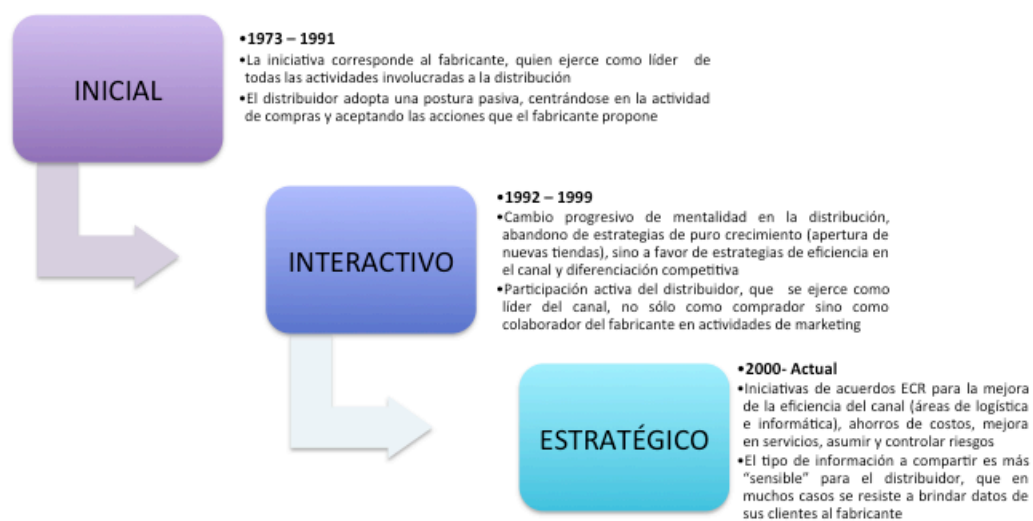 INICIAL
•1973 – 1991
•La iniciativa corresponde al fabricante, quien ejerce como líder de
todas las actividades involucradas a la distribución
•El distribuidor adopta una postura pasiva, centrándose en la actividad
de compras y aceptando las acciones que el fabricante propone
INTERACTIVO
•1992 – 1999
•Cambio progresivo de mentalidad en la distribución,
abandono de estrategias de puro crecimiento (apertura de
nuevas tiendas), sino a favor de estrategias de eficiencia en
el canal y diferenciación competitiva
•Participación activa del distribuidor, que se ejerce como
líder del canal, no sólo como comprador sino como
colaborador del fabricante en actividades de marketing
ESTRATÉGICO
•2000- Actual
•Iniciativas de acuerdos ECR para la mejora
de la eficiencia del canal (áreas de logística
e informática), ahorros de costos, mejora
en servicios, asumir y controlar riesgos
•El tipo de información a compartir es más
“sensible” para el distribuidor, que en
muchos casos se resiste a brindar datos de
sus clientes al fabricante